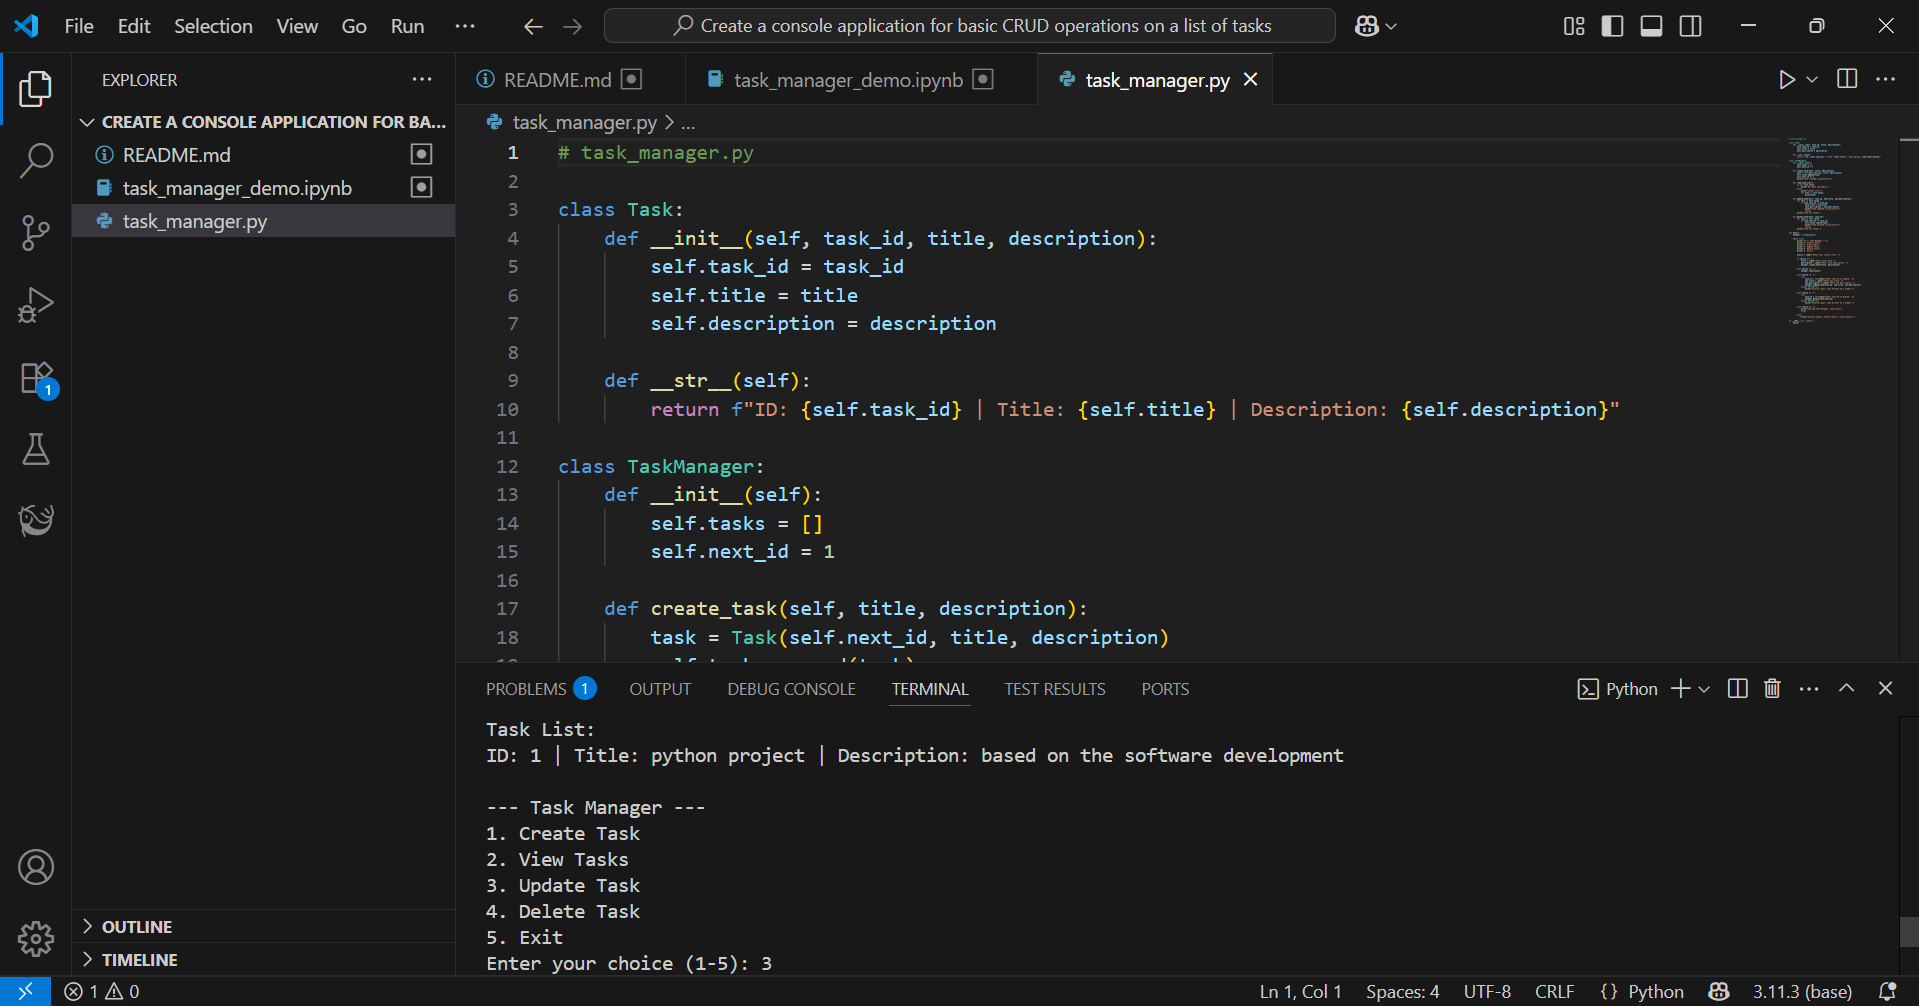 File Edit Selection View Go Run ··· Create a console application for basic CRUD operations on a list of tasks
EXPLORER ···
CREATE A CONSOLE APPLICATION FOR BA...
README.md
task_manager_demo.ipynb
task_manager.py
OUTLINE
TIMELINE
1
README.md task_manager_demo.ipynb task_manager.py
task_manager.py > ...
1 # task_manager.py
2
3 class Task:
4 def __init__(self, task_id, title, description):
5 self.task_id = task_id
6 self.title = title
7 self.description = description
8
9 def __str__(self):
10 return f"ID: {self.task_id} | Title: {self.title} | Description: {self.description}"
11
12 class TaskManager:
13 def __init__(self):
14 self.tasks = []
15 self.next_id = 1
16
17 def create_task(self, title, description):
18 task = Task(self.next_id, title, description)
PROBLEMS 1 OUTPUT DEBUG CONSOLE TERMINAL TEST RESULTS PORTS Python
Task List:
ID: 1 | Title: python project | Description: based on the software development
--- Task Manager ---
1. Create Task
2. View Tasks
3. Update Task
4. Delete Task
5. Exit
Enter your choice (1-5): 3
1 0 Ln 1, Col 1 Spaces: 4 UTF-8 CRLF {} Python 3.11.3 (base)